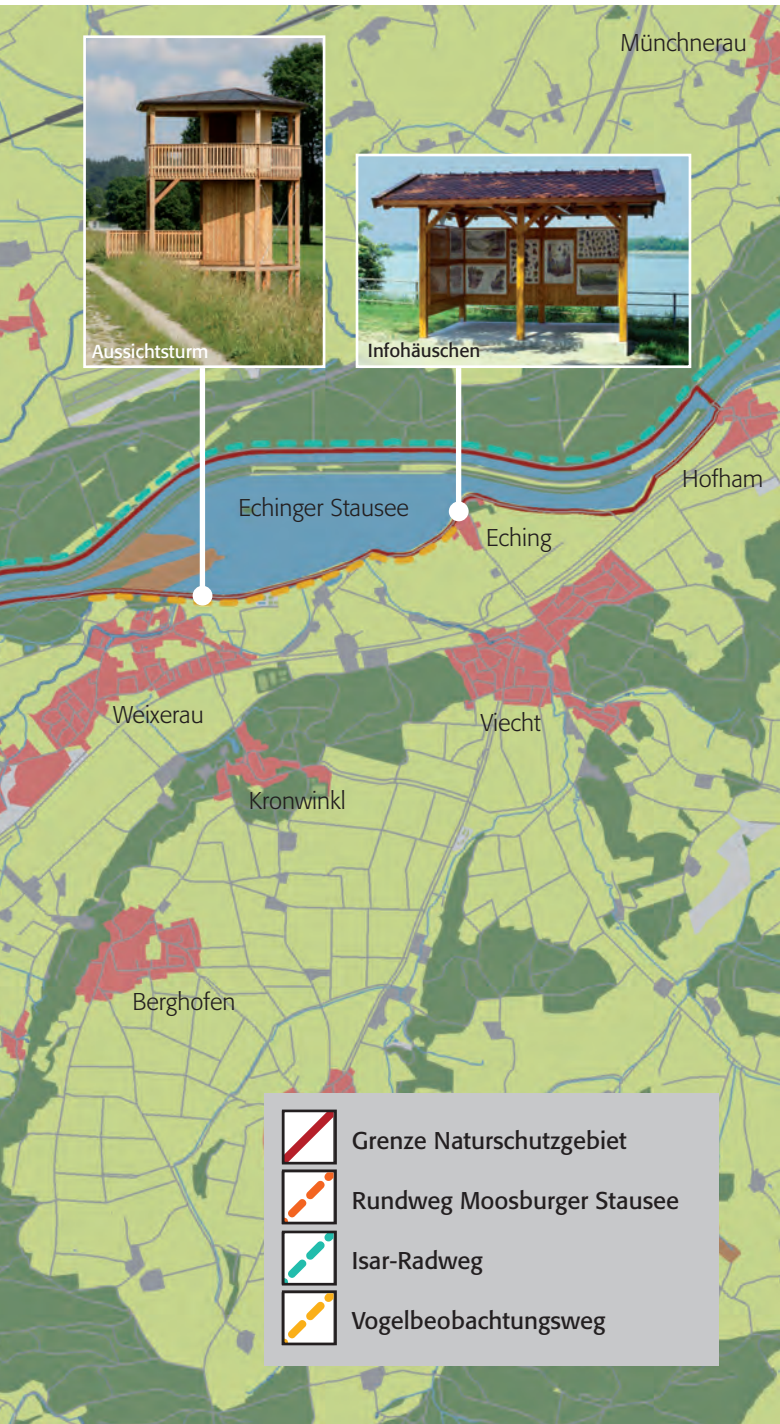 Münchnerau
Aussichtsturm
Infohäuschen
Hofham
Echinger Stausee
Eching
Weixerau
Viecht
Kronwinkl
Berghofen
Grenze Naturschutzgebiet
Rundweg Moosburger Stausee
Isar-Radweg
Vogelbeobachtungsweg